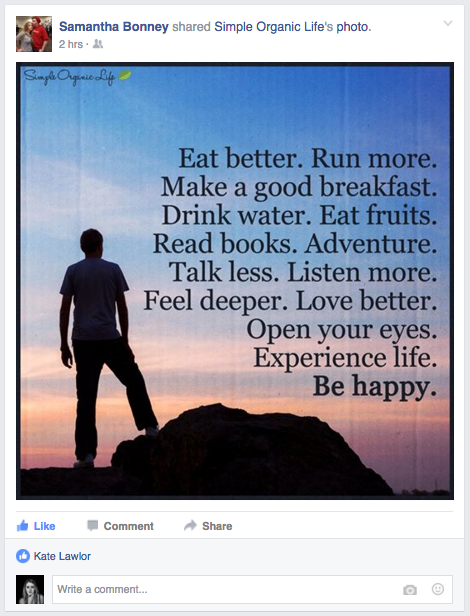 Samantha Bonney shared Simple Organic Life's photo.
2 hrs ·
Simple Organic Life
Eat better. Run more.
Make a good breakfast.
Drink water. Eat fruits.
Read books. Adventure.
Talk less. Listen more.
Feel deeper. Love better.
Open your eyes.
Experience life.
Be happy.
Like Comment Share
Kate Lawlor
Write a comment...